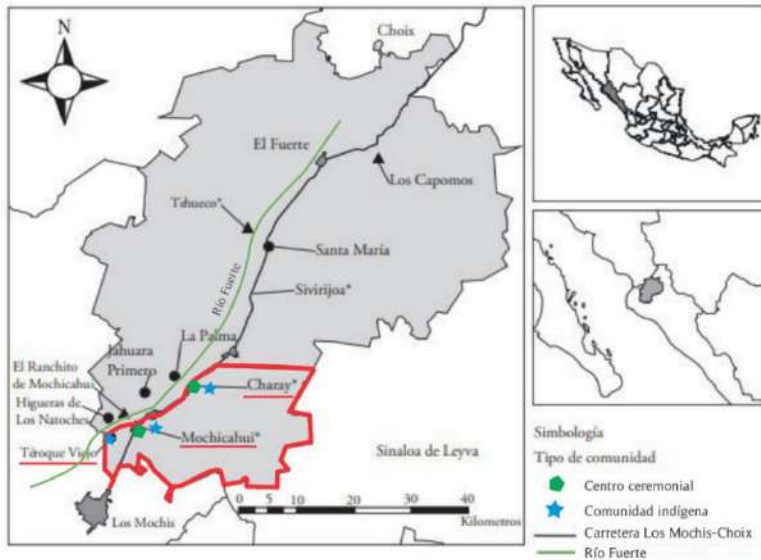 N
Choix
El Fuerte
Los Capomos
Tehueco*
Santa María
Sivirijoa*
Río Fuerte
La Palma
Jahuara
Primero
El Ranchito
de Mochicahui
Higueras de
Los Natoches
Charay*
Mochicahui*
Téroque Viejo
Sinaloa de Leyva
Los Mochis
0 5 10 20 30 40
Kilometros
Simbología
Tipo de comunidad
Centro ceremonial
Comunidad indígena
Carretera Los Mochis-Choix
Río Fuerte